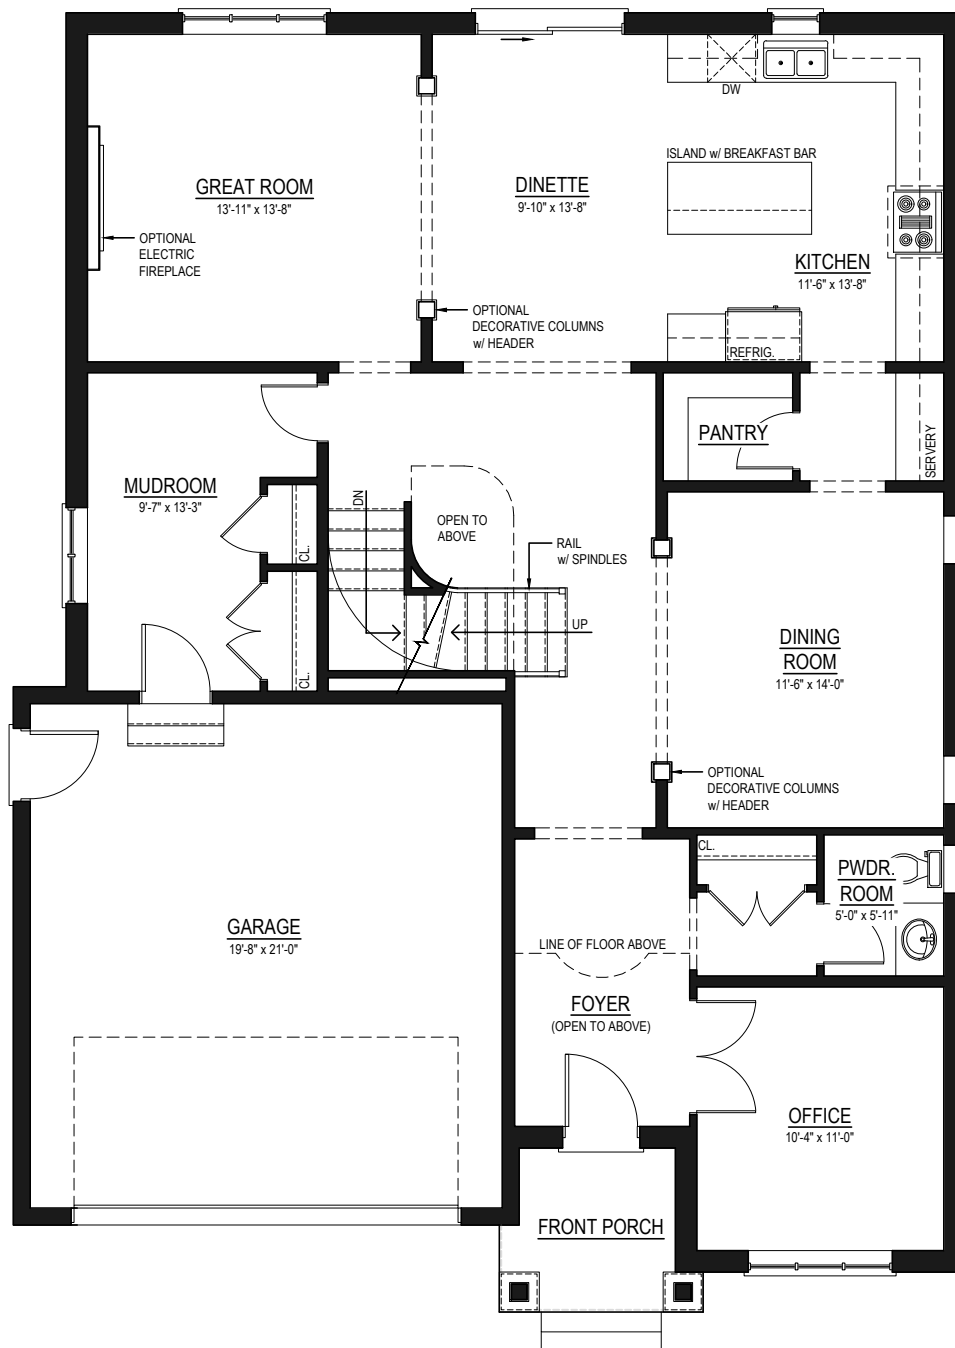 DW
ISLAND w/ BREAKFAST BAR
GREAT ROOM
13'-11" x 13'-8"
DINETTE
9'-10" x 13'-8"
OPTIONAL
ELECTRIC
FIREPLACE
KITCHEN
11'-6" x 13'-8"
OPTIONAL
DECORATIVE COLUMNS
w/ HEADER
REFRIG.
PANTRY
SERVERY
MUDROOM
9'-7" x 13'-3"
DN
OPEN TO
ABOVE
CL.
RAIL
w/ SPINDLES
UP
CL.
DINING
ROOM
11'-6" x 14'-0"
OPTIONAL
DECORATIVE COLUMNS
w/ HEADER
CL.
PWDR.
ROOM
5'-0" x 5'-11"
GARAGE
19'-8" x 21'-0"
LINE OF FLOOR ABOVE
FOYER
(OPEN TO ABOVE)
OFFICE
10'-4" x 11'-0"
FRONT PORCH